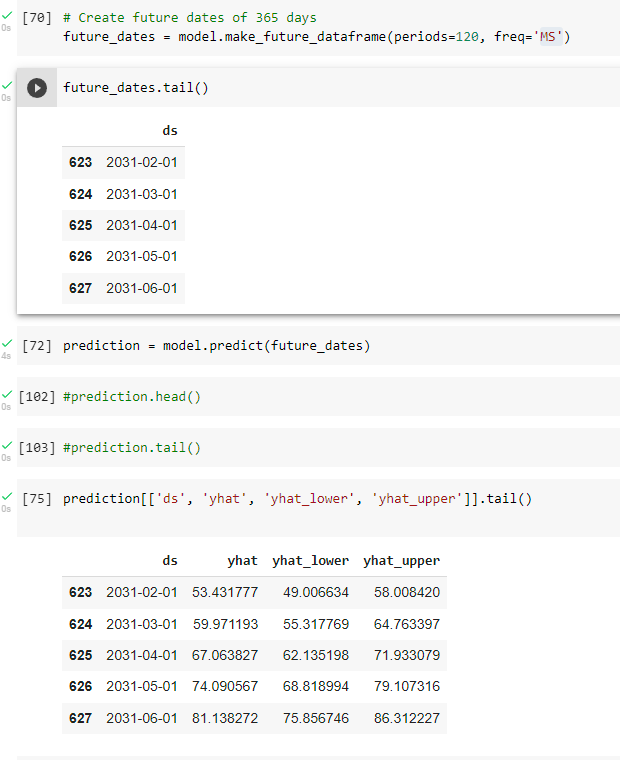 [70] # Create future dates of 365 days
future_dates = model.make_future_dataframe(periods=120, freq='MS')
0s
future_dates.tail()
0s
ds
623 2031-02-01
624 2031-03-01
625 2031-04-01
626 2031-05-01
627 2031-06-01
[72] prediction = model.predict(future_dates)
4s
[102] #prediction.head()
0s
[103] #prediction.tail()
0s
[75] prediction[['ds', 'yhat', 'yhat_lower', 'yhat_upper']].tail()
0s
ds yhat yhat_lower yhat_upper
623 2031-02-01 53.431777 49.006634 58.008420
624 2031-03-01 59.971193 55.317769 64.763397
625 2031-04-01 67.063827 62.135198 71.933079
626 2031-05-01 74.090567 68.818994 79.107316
627 2031-06-01 81.138272 75.856746 86.312227